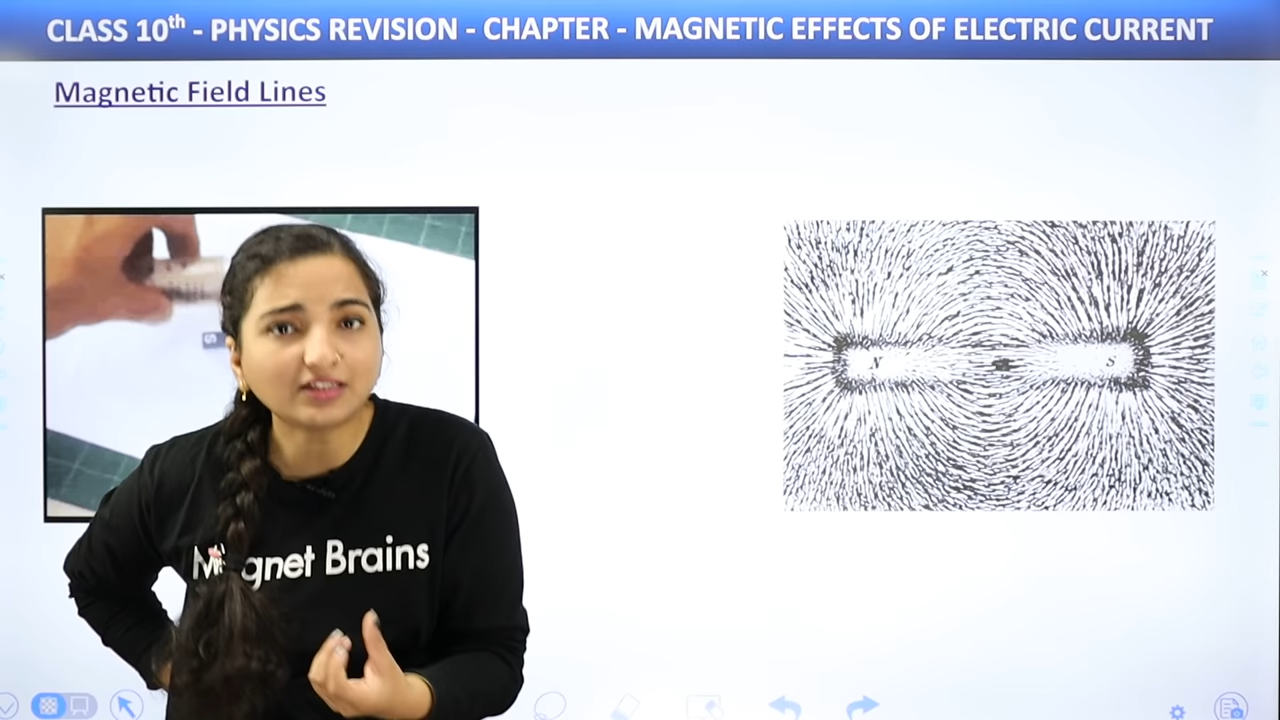 CLASS 10th - PHYSICS REVISION - CHAPTER - MAGNETIC EFFECTS OF ELECTRIC CURRENT
Magnetic Field Lines
S
N
S
Magnet Brains